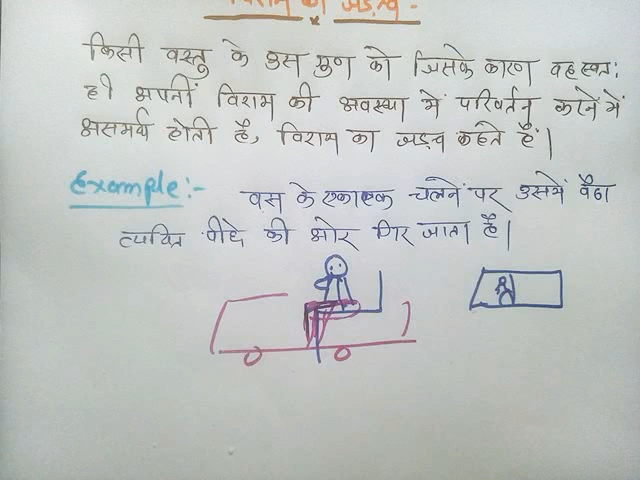 विराम का जड़त्व -
किसी वस्तु के उस गुण को जिसके कारण वह स्वतः
ही अपनी विराम की अवस्था में परिवर्तन करने में
असमर्थ होती है, विराम का जड़त्व कहते हैं।
Example:- बस के एकाएक चलने पर उसमें बैठा
व्यक्ति पीछे की ओर गिर जाता है।